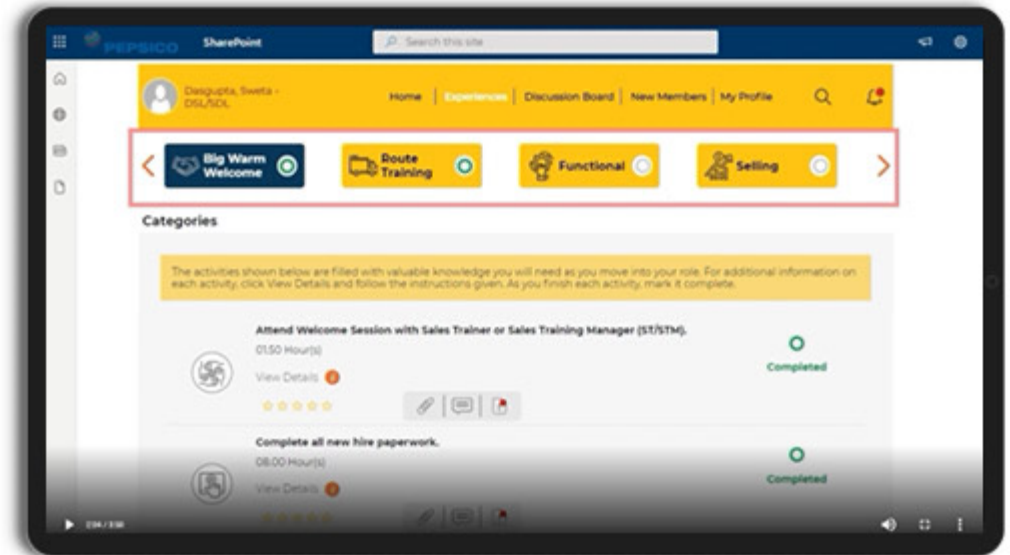 PEPSICO
SharePoint
Search this site
Dasgupta, Sweta -
DSL/SDL
Home | Experiences | Discussion Board | New Members | My Profile
Big Warm
Welcome
Route
Training
Functional
Selling
Categories
The activities shown below are filled with valuable knowledge you will need as you move into your role. For additional information on
each activity, click View Details and follow the instructions given. As you finish each activity, mark it complete.
Attend Welcome Session with Sales Trainer or Sales Training Manager (ST/STM).
01.50 Hour(s)
View Details
Completed
Complete all new hire paperwork.
08.00 Hour(s)
View Details
Completed